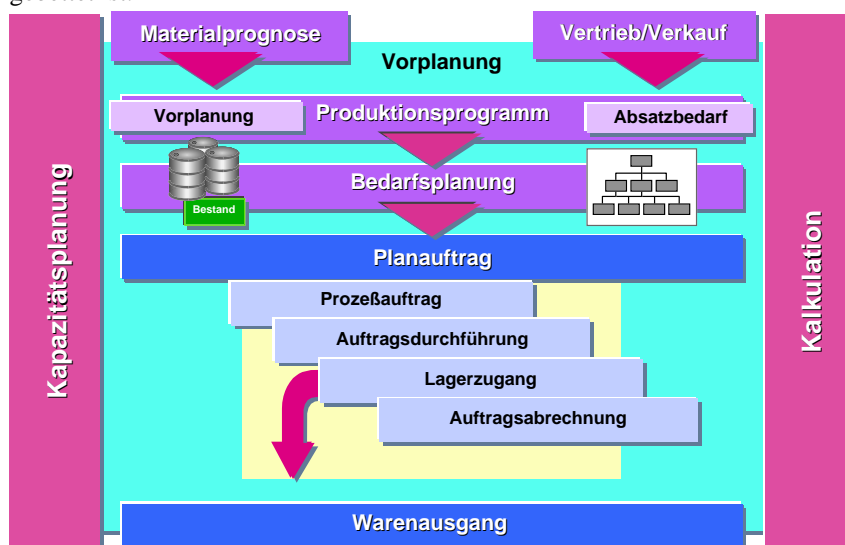 Materialprognose
Vertrieb/Verkauf
Vorplanung
Vorplanung
Produktionsprogramm
Absatzbedarf
Bedarfsplanung
Bestand
Kapazitätsplanung
Kalkulation
Planauftrag
Prozeßauftrag
Auftragsdurchführung
Lagerzugang
Auftragsabrechnung
Warenausgang